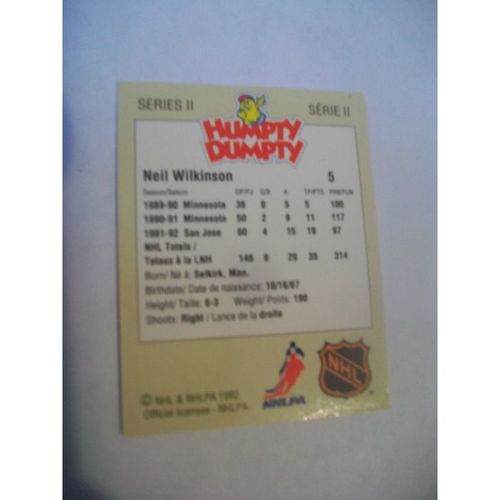 SERIES II SÉRIE II
HUMPTY
DUMPTY
Neil Wilkinson 5
Season/Saison GP/PJ G/B A TP/PTS PIM/PUN
1989-90 Minnesota 36 0 5 5 100
1990-91 Minnesota 50 2 9 11 117
1991-92 San Jose 60 4 15 19 97
NHL Totals /
Totaux à la LNH 146 6 29 35 314
Born/ Né à: Selkirk, Man.
Birthdate/ Date de naissance: 10/16/67
Height/ Taille: 6-3 Weight/ Poids: 190
Shoots: Right / Lance de la droite
© NHL & NHLPA 1992
Official licensee - NHLPA
NHLPA
NHL